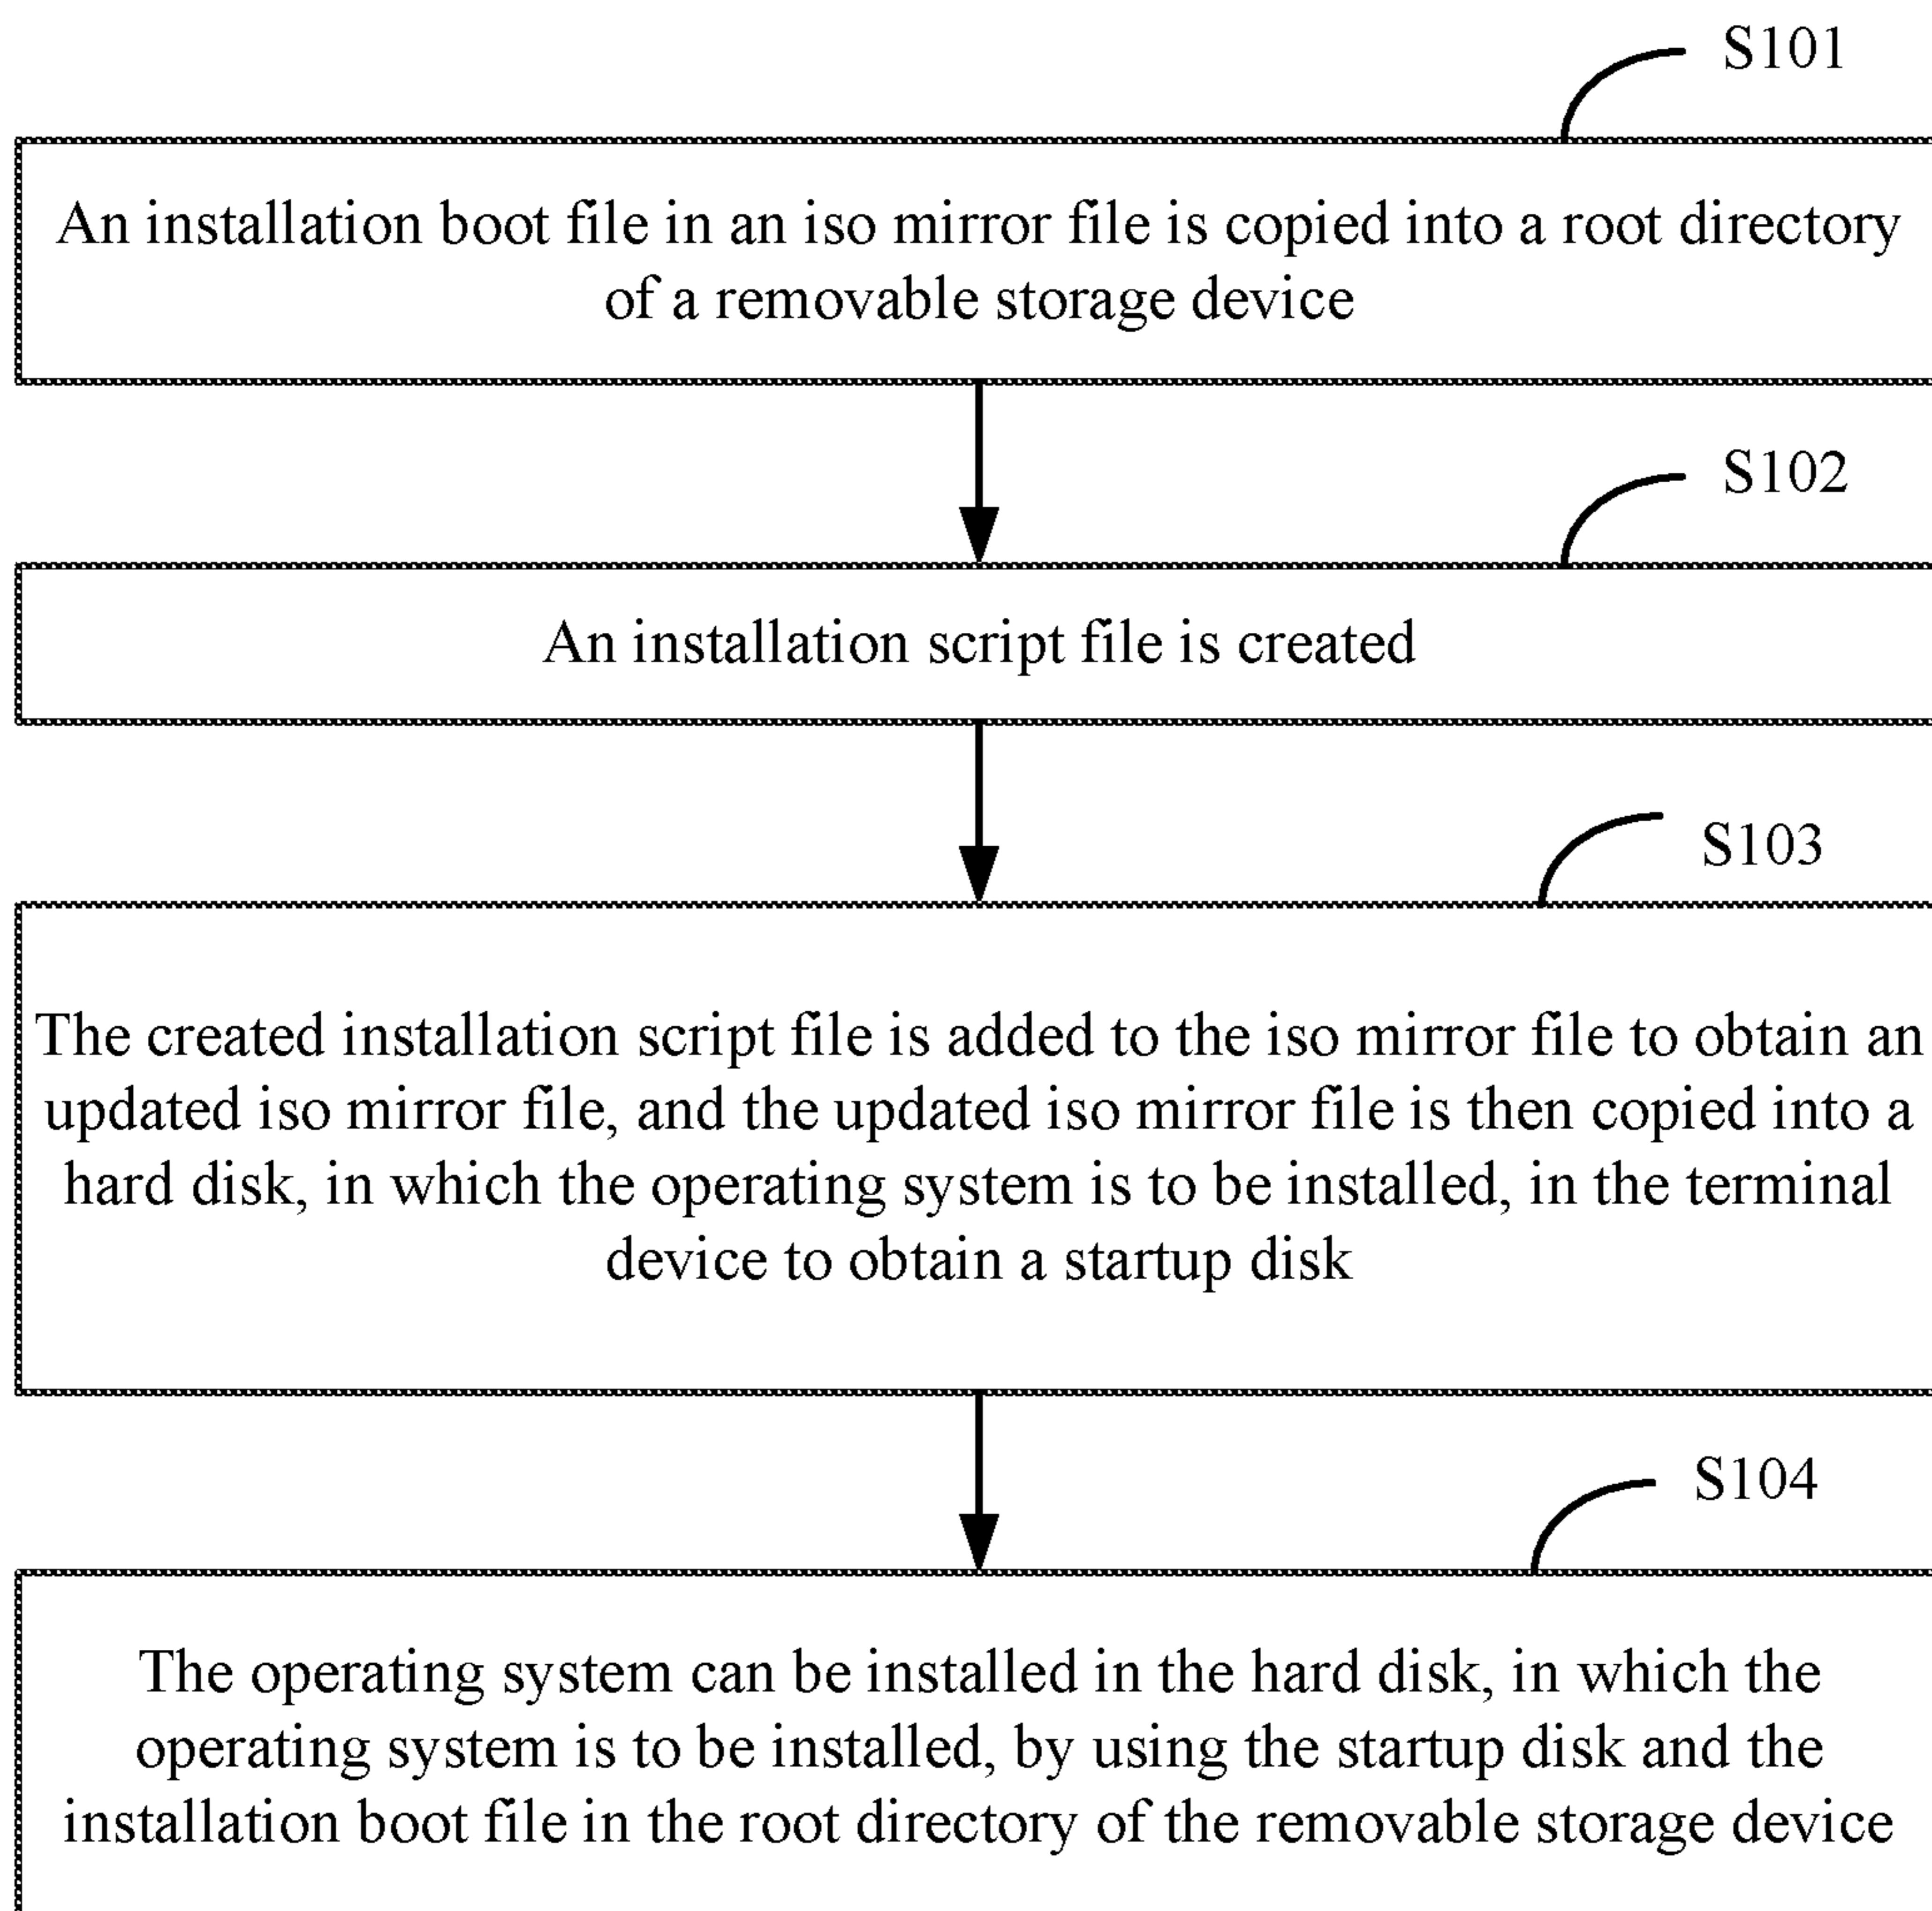 S101
An installation boot file in an iso mirror file is copied into a root directory
of a removable storage device
S102
An installation script file is created
S103
The created installation script file is added to the iso mirror file to obtain an
updated iso mirror file, and the updated iso mirror file is then copied into a
hard disk, in which the operating system is to be installed, in the terminal
device to obtain a startup disk
S104
The operating system can be installed in the hard disk, in which the
operating system is to be installed, by using the startup disk and the
installation boot file in the root directory of the removable storage device